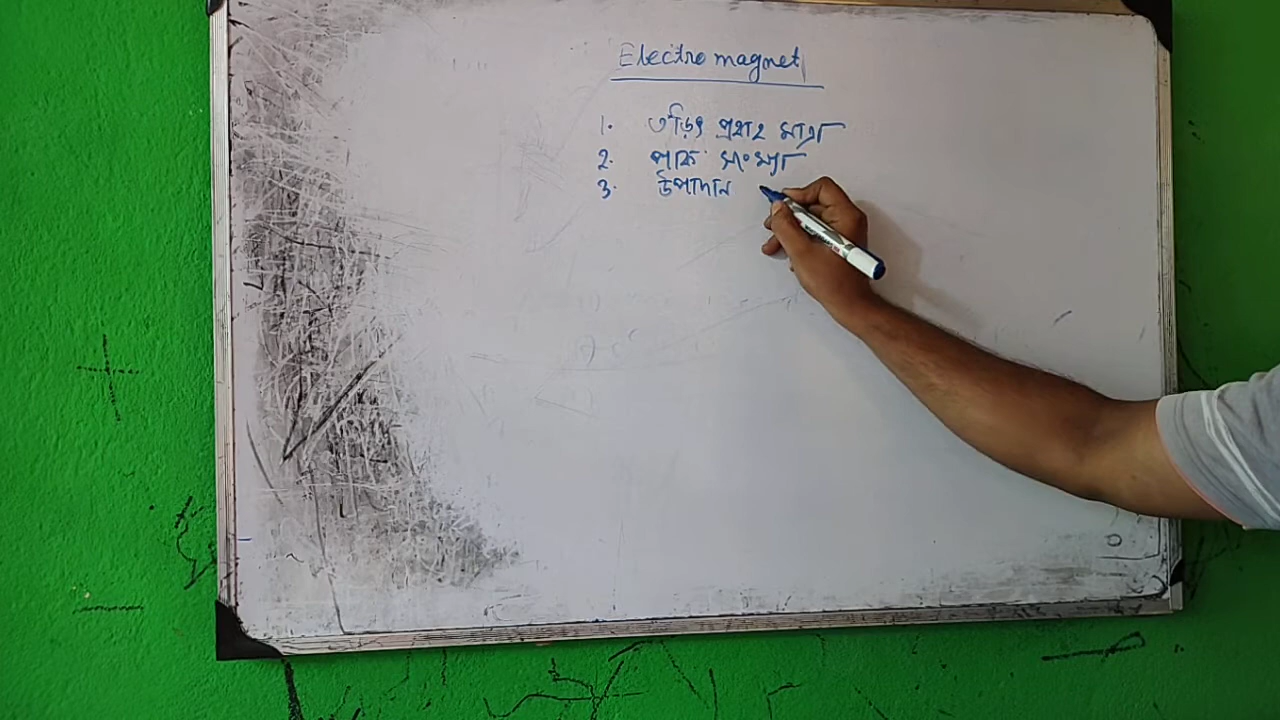 Electro magnet
1. তড়িৎ প্রবাহ মাত্রা
2. পাক সংখ্যা
3. উপাদান